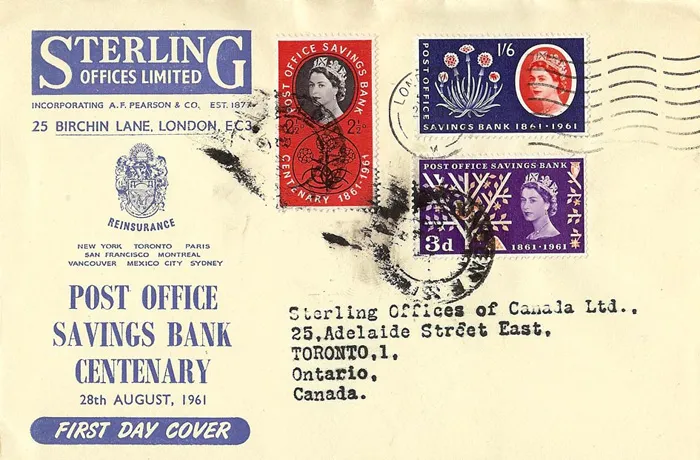 STERLING
OFFICES LIMITED
INCORPORATING A. F. PEARSON & CO. EST. 1877
25 BIRCHIN LANE, LONDON, EC3
REINSURANCE
NEW YORK TORONTO PARIS
SAN FRANCISCO MONTREAL
VANCOUVER MEXICO CITY SYDNEY
POST OFFICE
SAVINGS BANK
CENTENARY
28th AUGUST, 1961
FIRST DAY COVER
POST OFFICE SAVINGS BANK
2½D 2½D
CENTENARY 1861-1961
POST OFFICE
1/6
SAVINGS BANK 1861-1961
POST OFFICE SAVINGS·BANK
3d
1861·1961
Sterling Offices of Canada Ltd.,
25,Adelaide Street East,
TORONTO,1,
Ontario,
Canada.